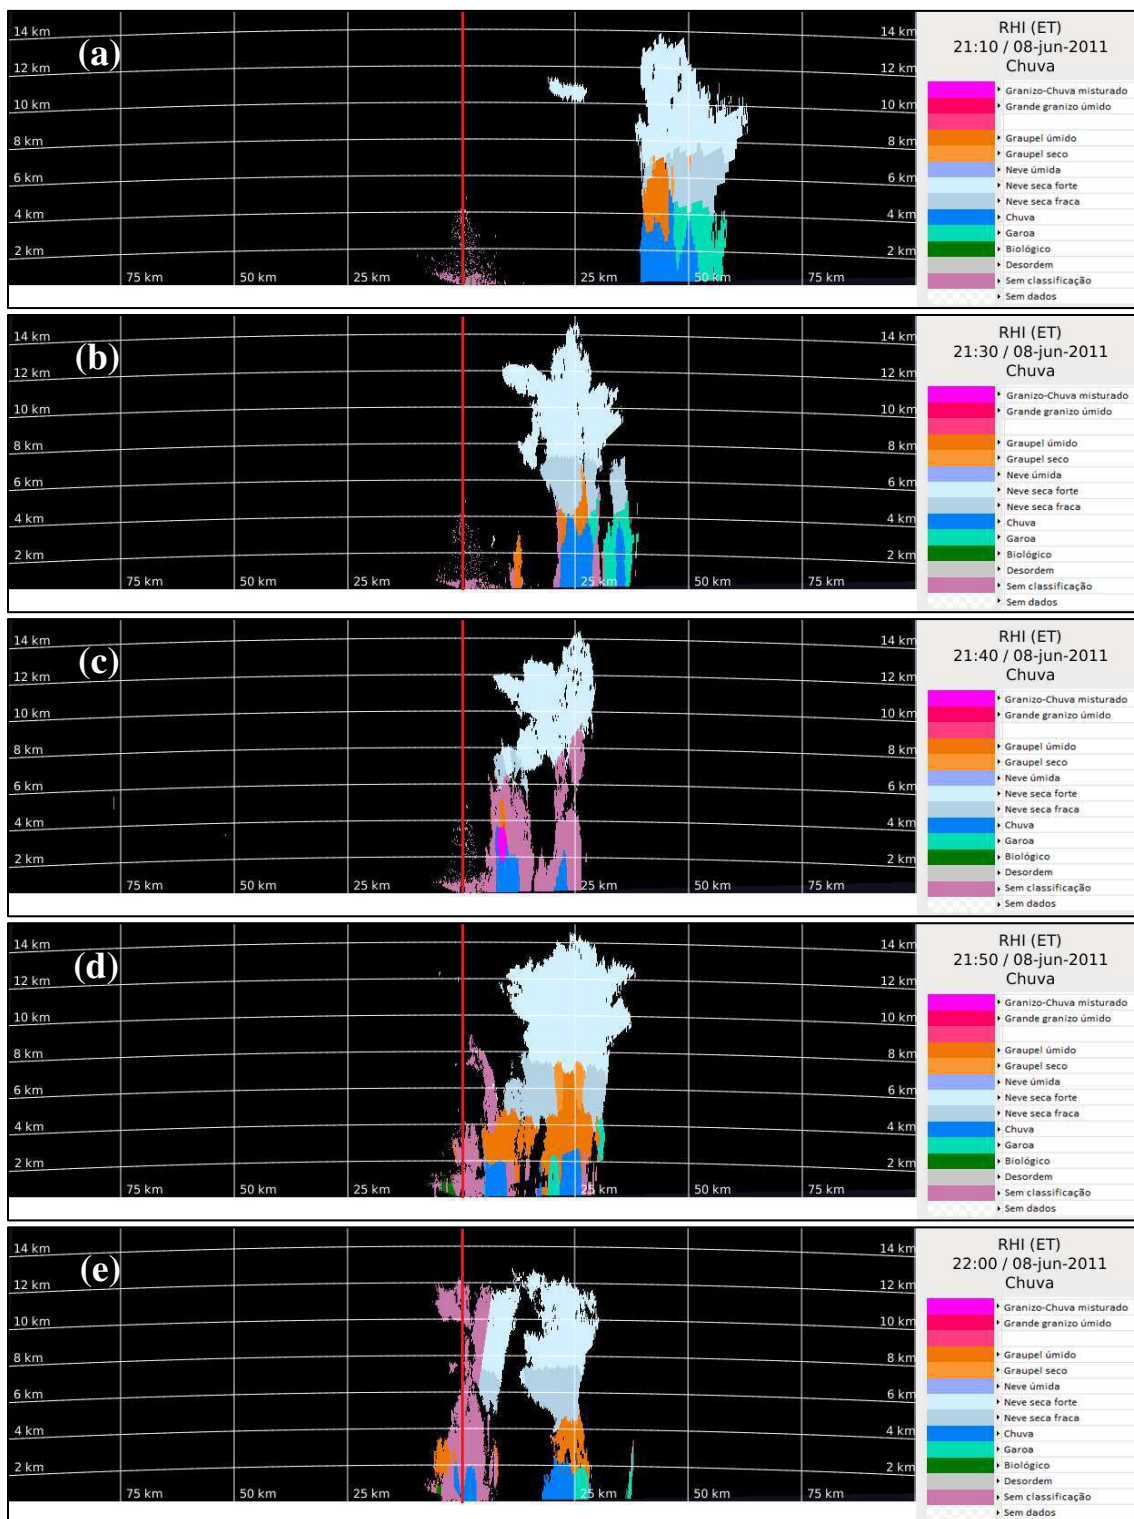 (a)
14 km 14 km
12 km 12 km
10 km 10 km
8 km 8 km
6 km 6 km
4 km 4 km
2 km 2 km
75 km 50 km 25 km 25 km 50 km 75 km
RHI (ET)
21:10 / 08-jun-2011
Chuva
Granizo-Chuva misturado
Grande granizo úmido
Graupel úmido
Graupel seco
Neve úmida
Neve seca forte
Neve seca fraca
Chuva
Garoa
Biológico
Desordem
Sem classificação
Sem dados
(b)
14 km 14 km
12 km 12 km
10 km 10 km
8 km 8 km
6 km 6 km
4 km 4 km
2 km 2 km
75 km 50 km 25 km 25 km 50 km 75 km
RHI (ET)
21:30 / 08-jun-2011
Chuva
Granizo-Chuva misturado
Grande granizo úmido
Graupel úmido
Graupel seco
Neve úmida
Neve seca forte
Neve seca fraca
Chuva
Garoa
Biológico
Desordem
Sem classificação
Sem dados
(c)
14 km 14 km
12 km 12 km
10 km 10 km
8 km 8 km
6 km 6 km
4 km 4 km
2 km 2 km
75 km 50 km 25 km 25 km 50 km 75 km
RHI (ET)
21:40 / 08-jun-2011
Chuva
Granizo-Chuva misturado
Grande granizo úmido
Graupel úmido
Graupel seco
Neve úmida
Neve seca forte
Neve seca fraca
Chuva
Garoa
Biológico
Desordem
Sem classificação
Sem dados
(d)
14 km 14 km
12 km 12 km
10 km 10 km
8 km 8 km
6 km 6 km
4 km 4 km
2 km 2 km
75 km 50 km 25 km 25 km 50 km 75 km
RHI (ET)
21:50 / 08-jun-2011
Chuva
Granizo-Chuva misturado
Grande granizo úmido
Graupel úmido
Graupel seco
Neve úmida
Neve seca forte
Neve seca fraca
Chuva
Garoa
Biológico
Desordem
Sem classificação
Sem dados
(e)
14 km 14 km
12 km 12 km
10 km 10 km
8 km 8 km
6 km 6 km
4 km 4 km
2 km 2 km
75 km 50 km 25 km 25 km 50 km 75 km
RHI (ET)
22:00 / 08-jun-2011
Chuva
Granizo-Chuva misturado
Grande granizo úmido
Graupel úmido
Graupel seco
Neve úmida
Neve seca forte
Neve seca fraca
Chuva
Garoa
Biológico
Desordem
Sem classificação
Sem dados